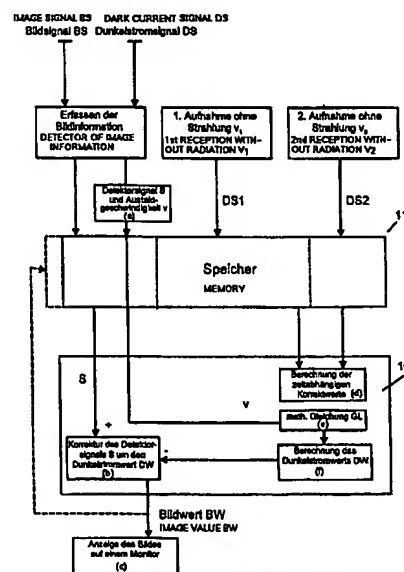 IMAGE SIGNAL BS DARK CURRENT SIGNAL DS
Bildsignal BS Dunkelstromsignal DS
Erfassen der
Bildinformation
DETECTOR OF IMAGE
INFORMATION
1. Aufnahme ohne
Strahlung v1
1st RECEPTION WITH-
OUT RADIATION V1
2. Aufnahme ohne
Strahlung v2
2nd RECEPTION WITH-
OUT RADIATION V2
Detektorsignal S
und Austakt-
geschwindigkeit v
(a)
DS1
DS2
11
Speicher
MEMORY
S
V
Berechnung der
zeitabhängigen
Korrekturwerte (d)
math. Gleichung GL
(e)
+
-
Korrektur des Detektor-
signals S um den
Dunkelstromwert DW
(b)
Berechnung des
Dunkelstromwerts DW
(f)
Bildwert BW
IMAGE VALUE BW
Anzeige des Bildes
auf einem Monitor
(c)